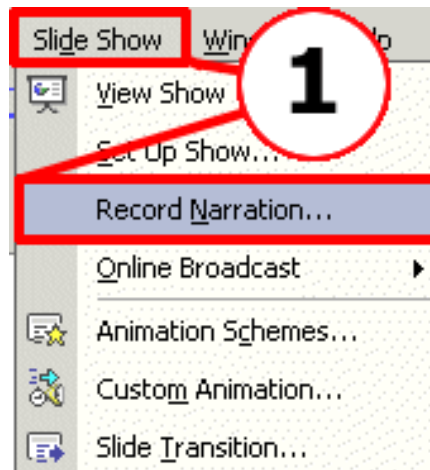 Slide Show
1
View Show
Set Up Show...
Record Narration...
Online Broadcast
Animation Schemes...
Custom Animation...
Slide Transition...